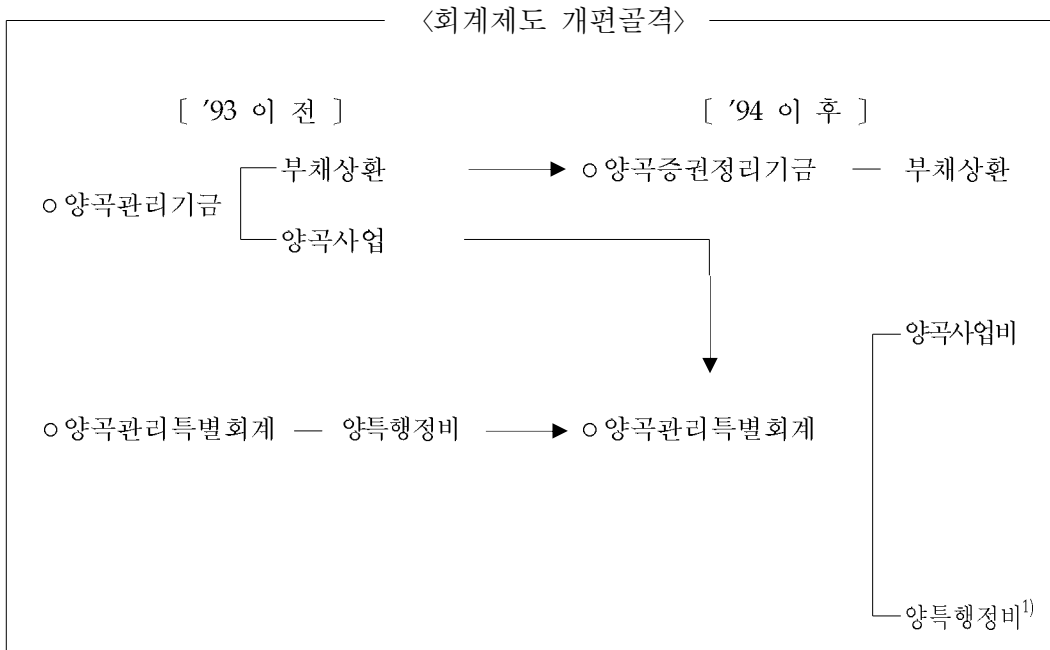 〈회계제도 개편골격〉
[ '93 이 전 ] [ '94 이 후 ]
부채상환 ○ 양곡증권정리기금 — 부채상환
○ 양곡관리기금
양곡사업
양곡사업비
○ 양곡관리특별회계 — 양특행정비 ○ 양곡관리특별회계
양특행정비1)